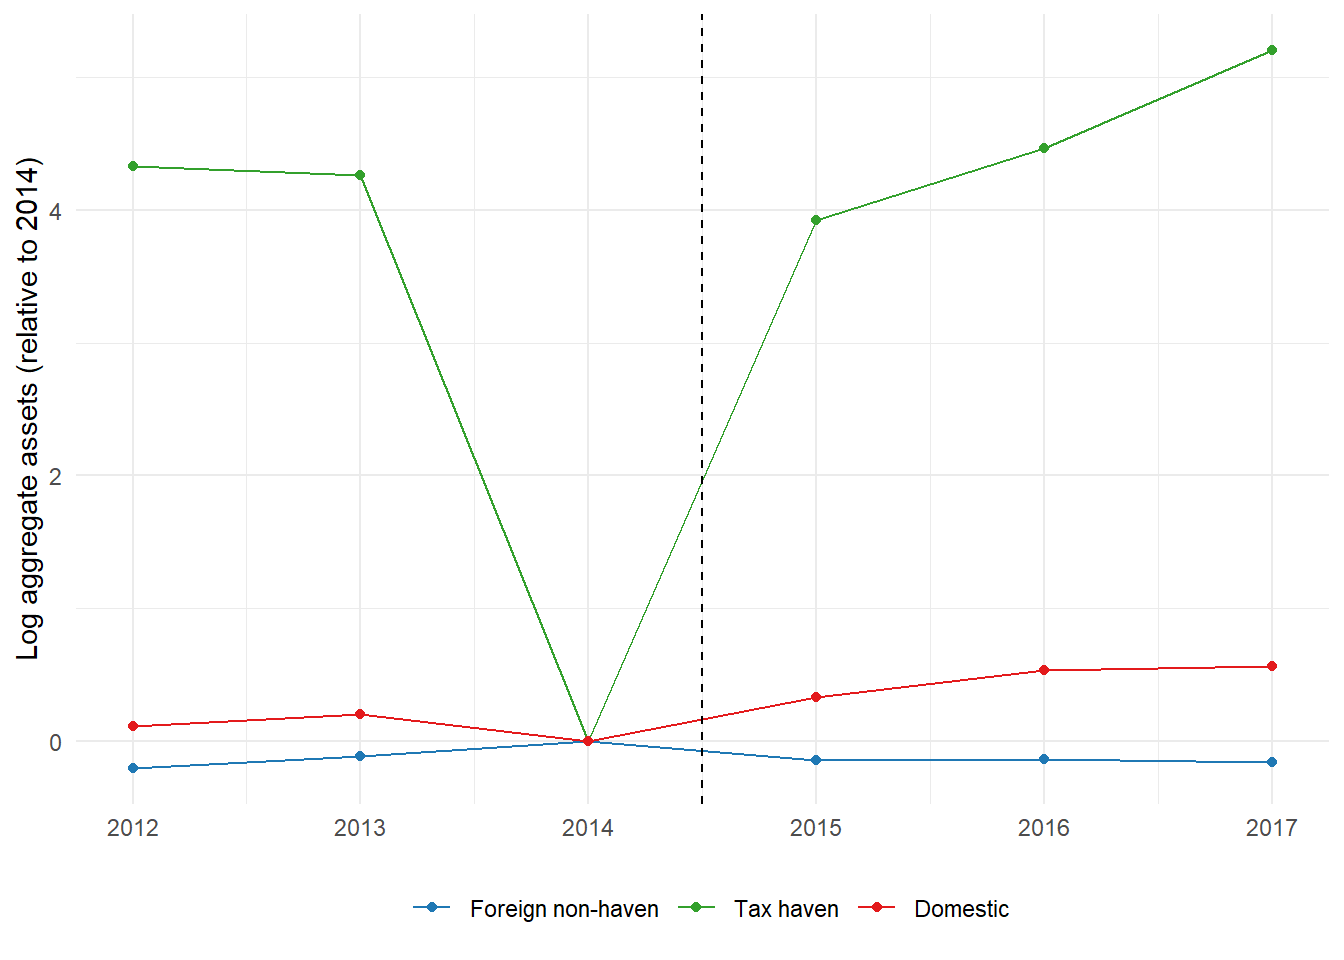 Log aggregate assets (relative to 2014)
4
2
0
2012 2013 2014 2015 2016 2017
Foreign non-haven Tax haven Domestic